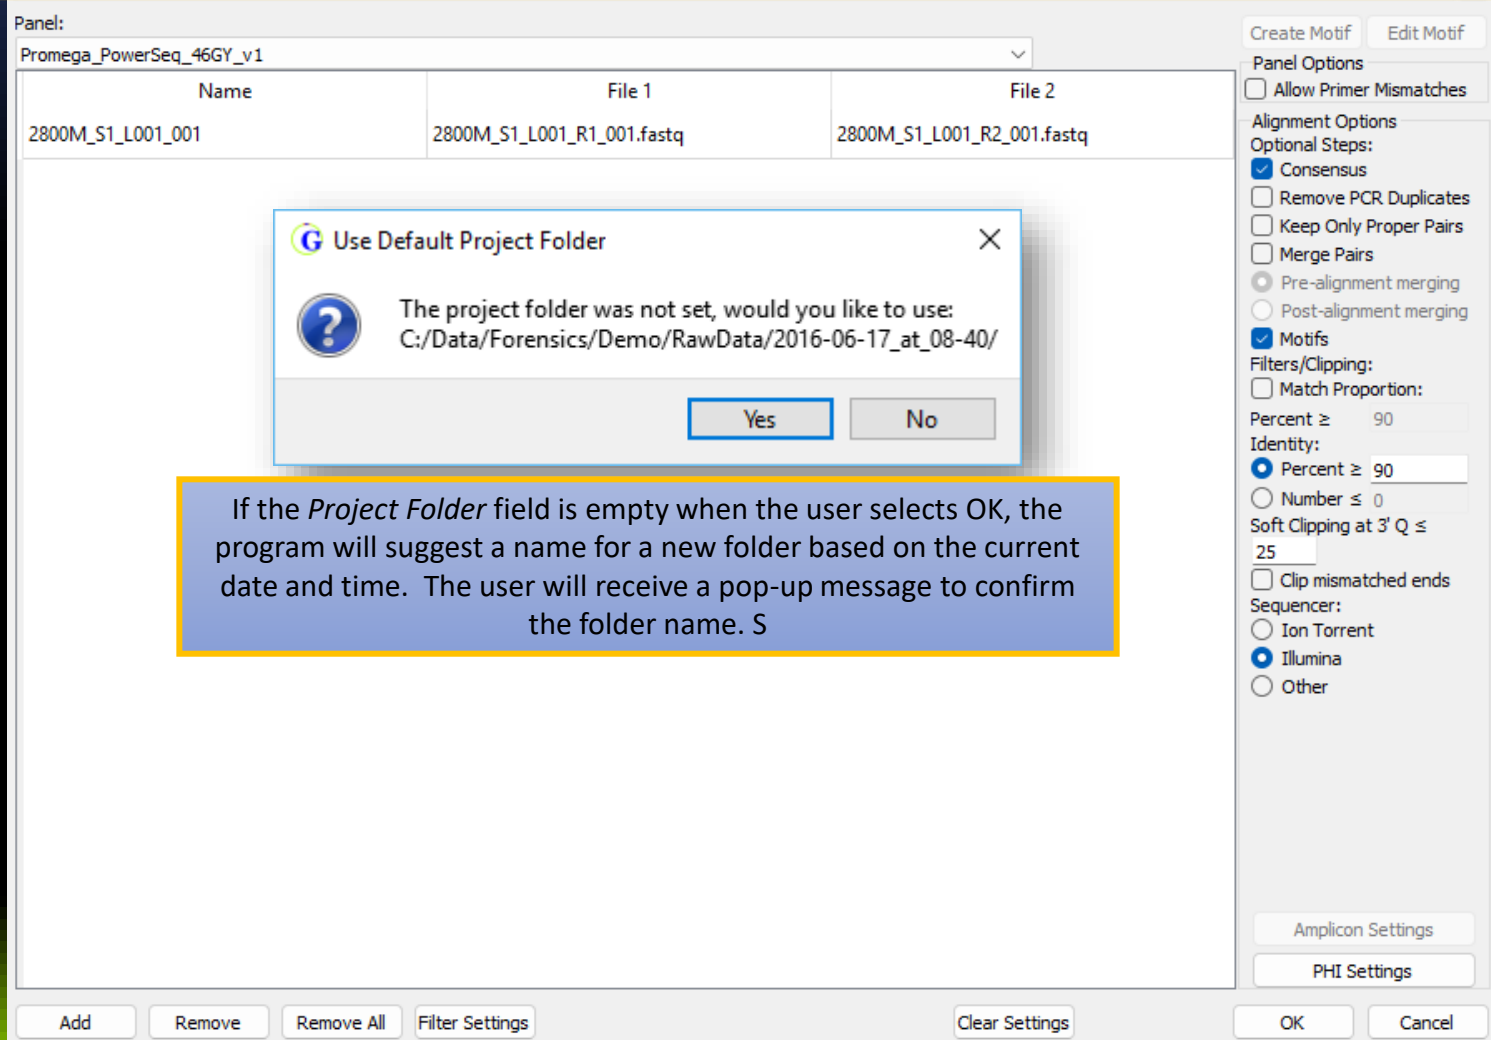 Panel:
Promega_PowerSeq_46GY_v1
Name File 1 File 2
2800M_S1_L001_001 2800M_S1_L001_R1_001.fastq 2800M_S1_L001_R2_001.fastq
G Use Default Project Folder
The project folder was not set, would you like to use:
C:/Data/Forensics/Demo/RawData/2016-06-17_at_08-40/
Yes No
If the Project Folder field is empty when the user selects OK, the
program will suggest a name for a new folder based on the current
date and time.  The user will receive a pop-up message to confirm
the folder name. S
Create Motif Edit Motif
Panel Options
Allow Primer Mismatches
Alignment Options
Optional Steps:
Consensus
Remove PCR Duplicates
Keep Only Proper Pairs
Merge Pairs
Pre-alignment merging
Post-alignment merging
Motifs
Filters/Clipping:
Match Proportion:
Percent ≥ 90
Identity:
Percent ≥ 90
Number ≤ 0
Soft Clipping at 3' Q ≤
25
Clip mismatched ends
Sequencer:
Ion Torrent
Illumina
Other
Amplicon Settings
PHI Settings
Add Remove Remove All Filter Settings Clear Settings OK Cancel